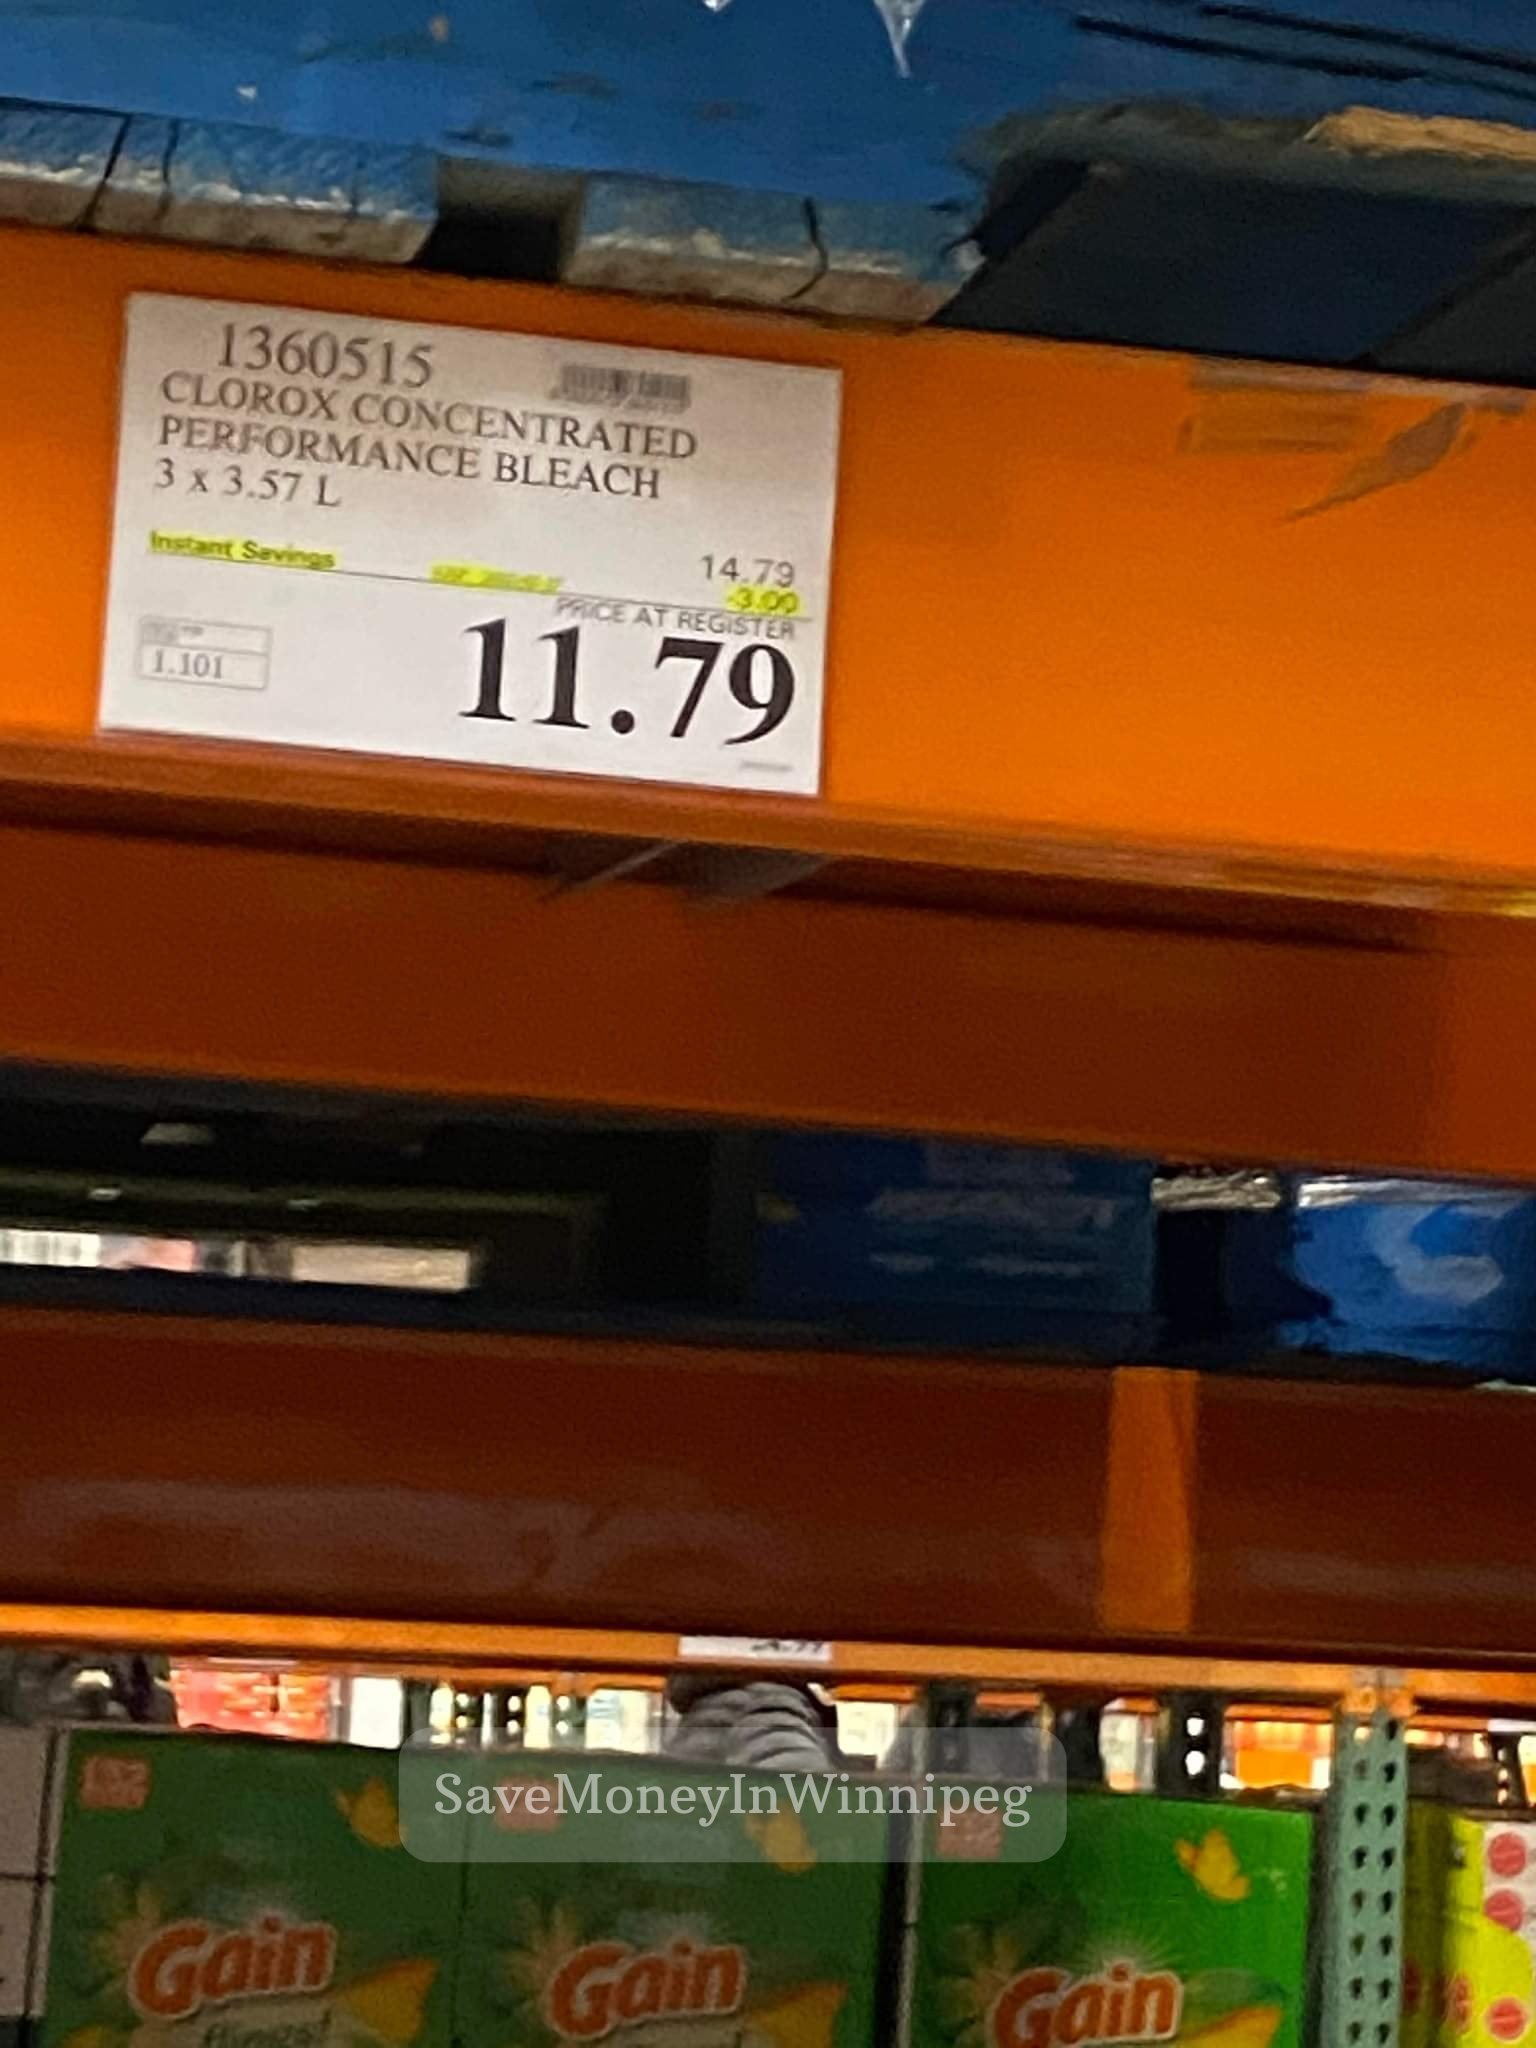 1360515
CLOROX CONCENTRATED
PERFORMANCE BLEACH
3 x 3.57 L
14.79
Instant Savings
-3.00
PRICE AT REGISTER
1.101
11.79
SaveMoneyInWinnipeg
Gain
Gain
Gain